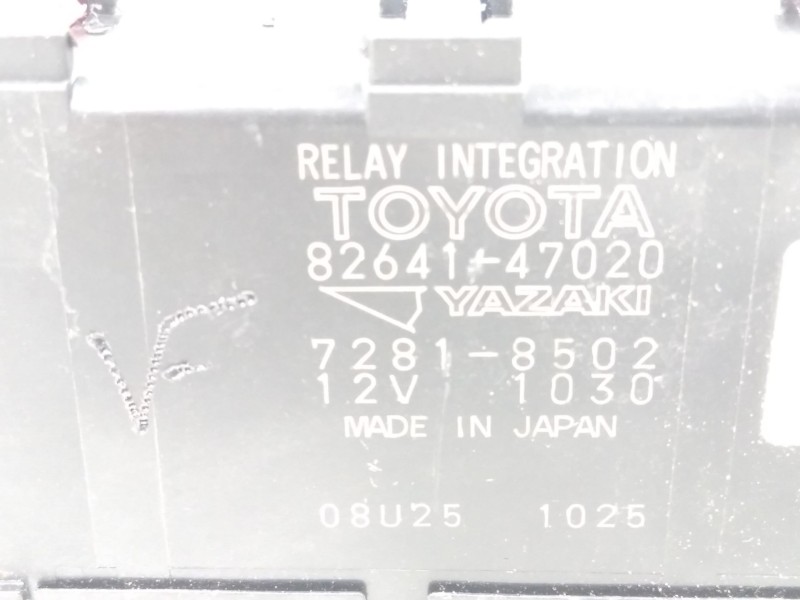 RELAY INTEGRATION
TOYOTA
82641-47020
YAZAKI
7281-8502
12V 1030
MADE IN JAPAN
08U25 1025